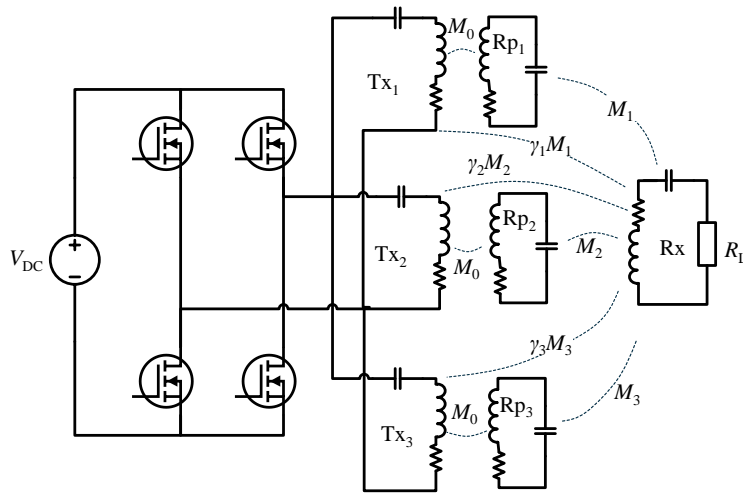 M0
Rp1
Tx1
M1
γ1M1
γ2M2
Rp2
VDC
Tx2
M0
M2
Rx
RL
γ3M3
M0
Rp3
M3
Tx3